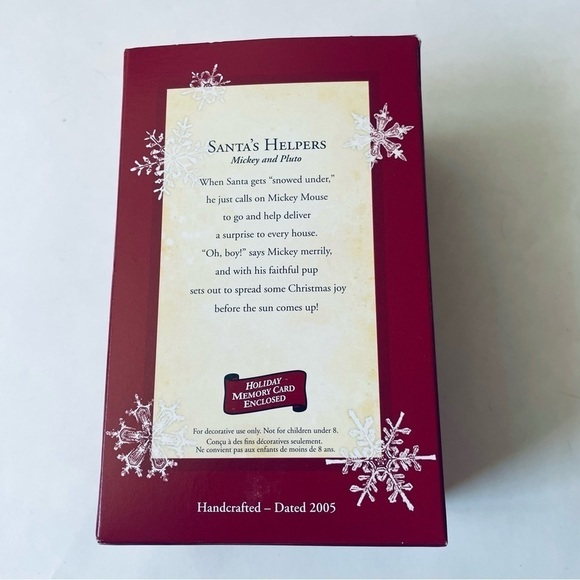 SANTA'S HELPERS
Mickey and Pluto
When Santa gets "snowed under,"
he just calls on Mickey Mouse
to go and help deliver
a surprise to every house.
"Oh, boy!" says Mickey merrily,
and with his faithful pup
sets out to spread some Christmas joy
before the sun comes up!
HOLIDAY
MEMORY CARD
ENCLOSED
For decorative use only. Not for children under 8.
Conçu à des fins décoratives seulement.
Ne convient pas aux enfants de moins de 8 ans.
Handcrafted – Dated 2005